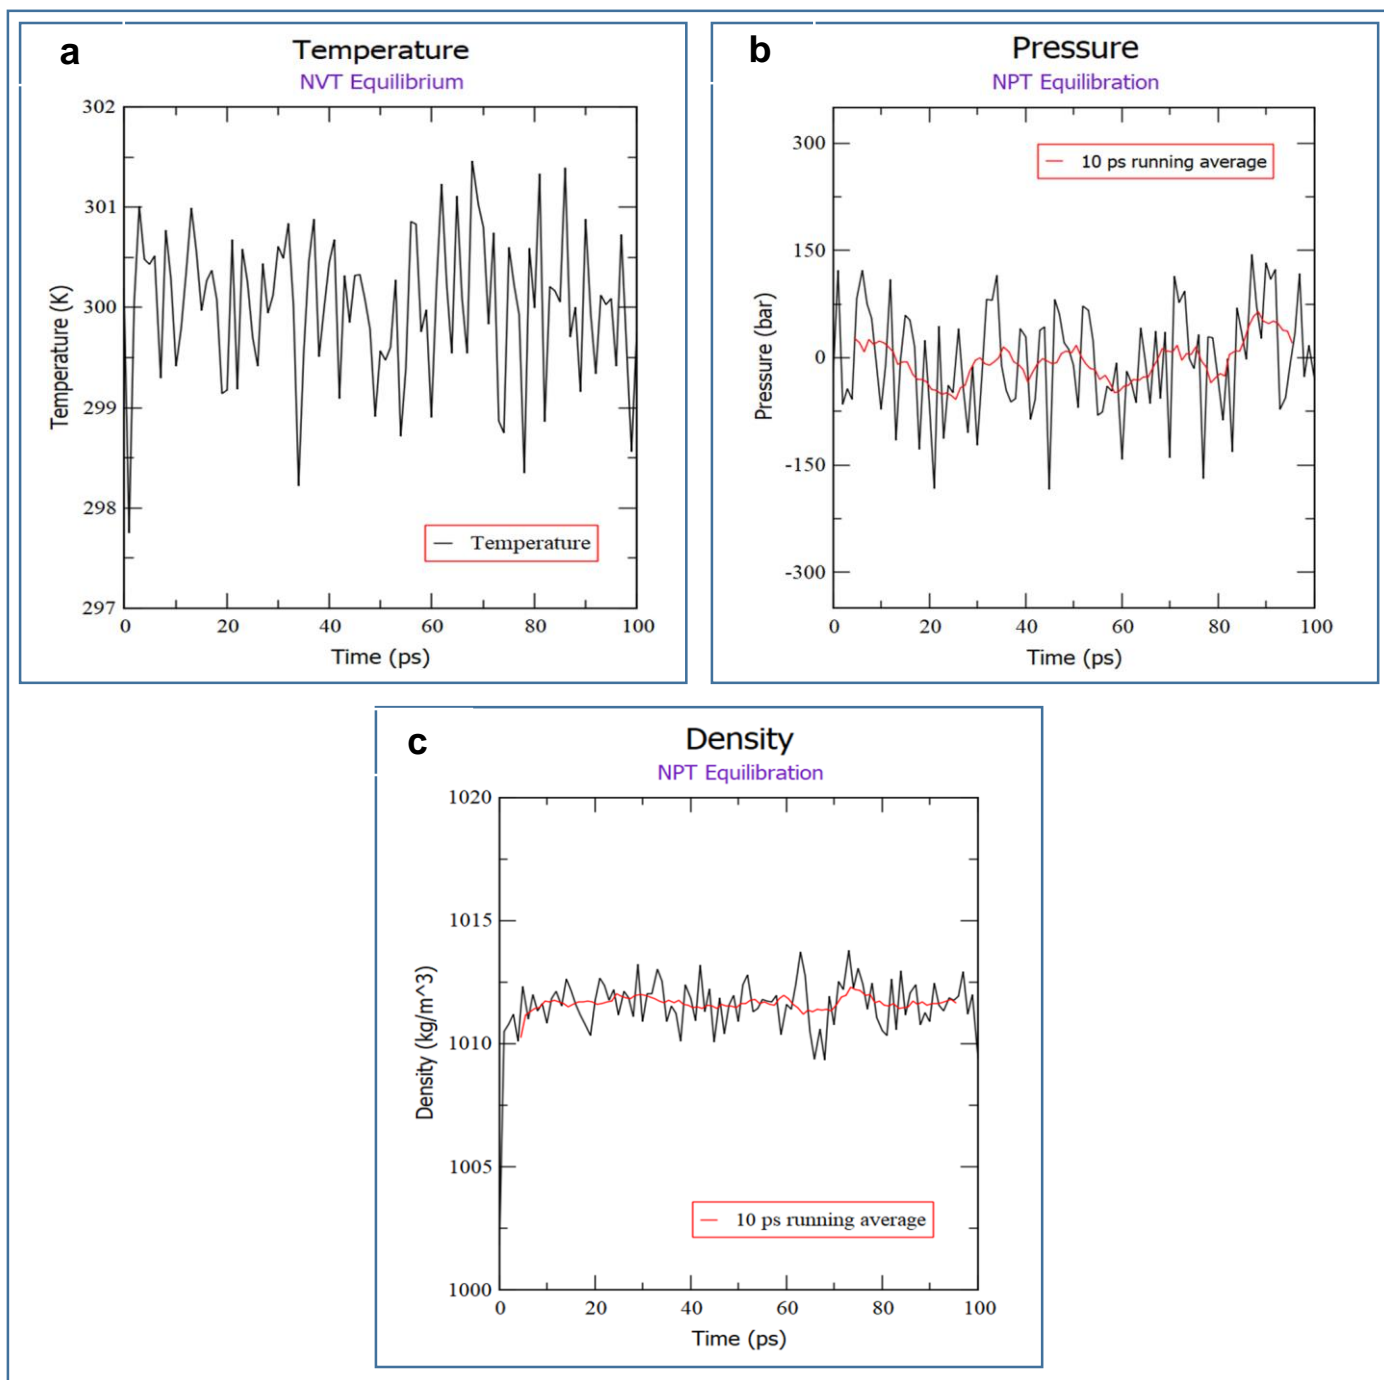 a
Temperature
NVT Equilibrium
302
301
300
299
298
297
Temperature (K)
Temperature
0 20 40 60 80 100
Time (ps)
b
Pressure
NPT Equilibration
300
150
0
-150
-300
Pressure (bar)
10 ps running average
0 20 40 60 80 100
Time (ps)
c
Density
NPT Equilibration
1020
1015
1010
1005
1000
Density (kg/m^3)
10 ps running average
0 20 40 60 80 100
Time (ps)